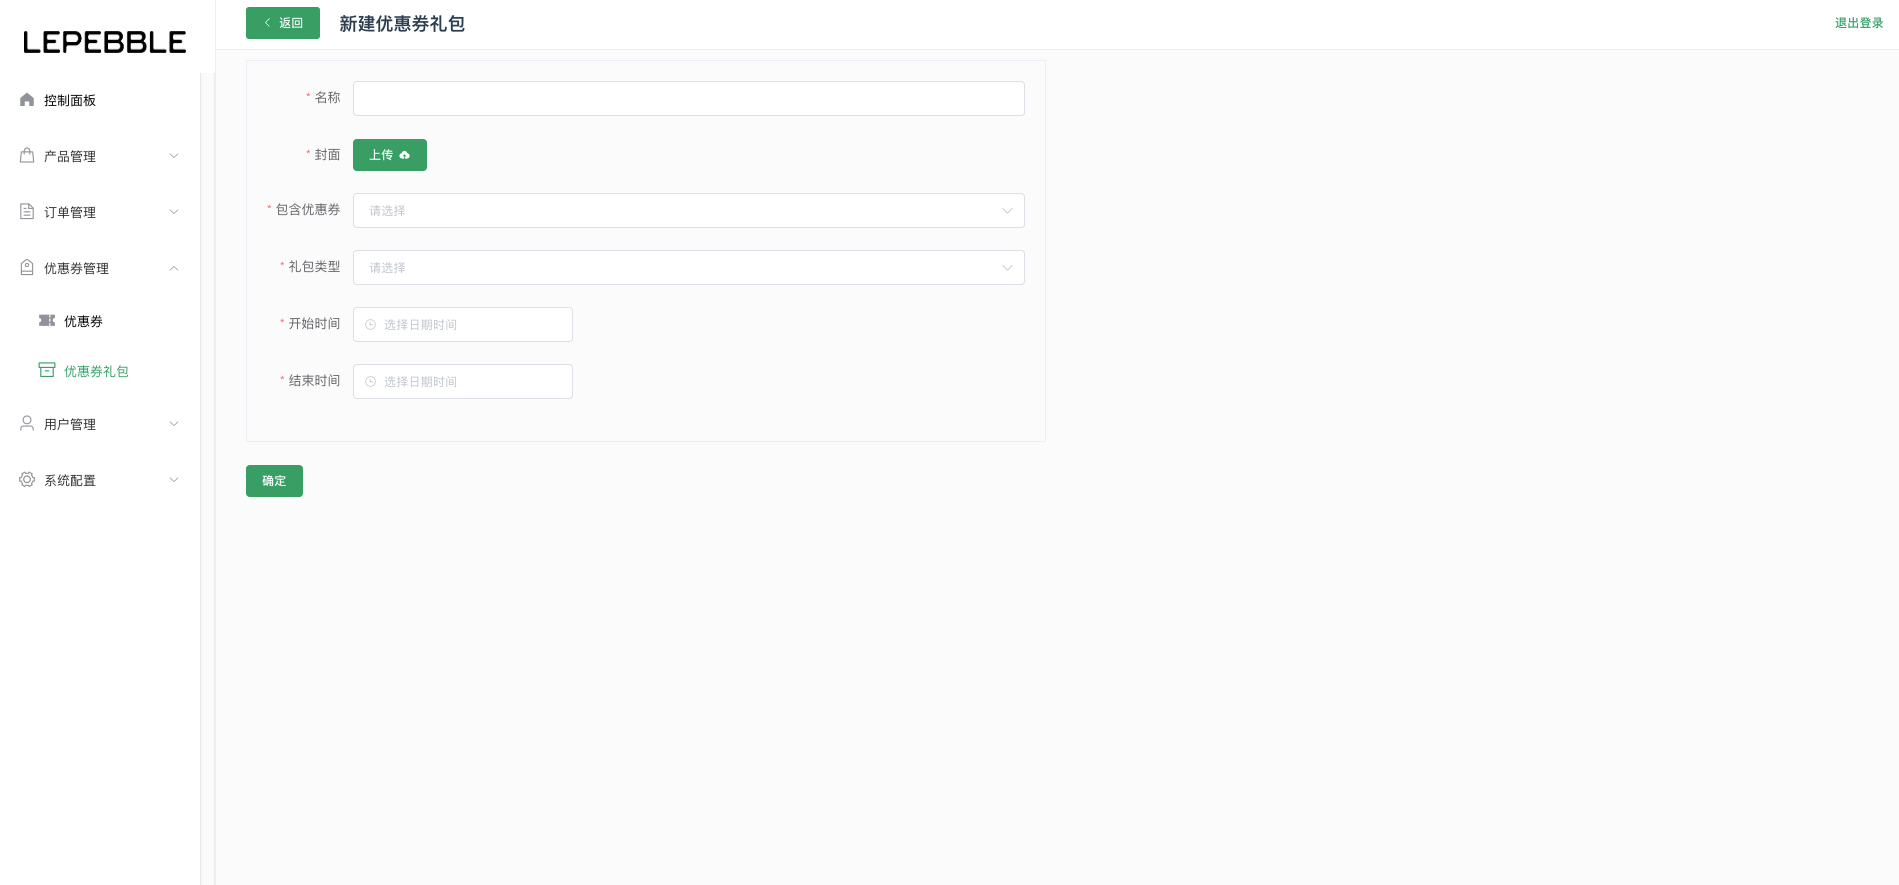 LEPEBBLE
控制面板
产品管理
订单管理
优惠券管理
优惠券
优惠券礼包
用户管理
系统配置
返回
新建优惠券礼包
退出登录
* 名称
* 封面
上传
* 包含优惠券
请选择
* 礼包类型
请选择
* 开始时间
选择日期时间
* 结束时间
选择日期时间
确定